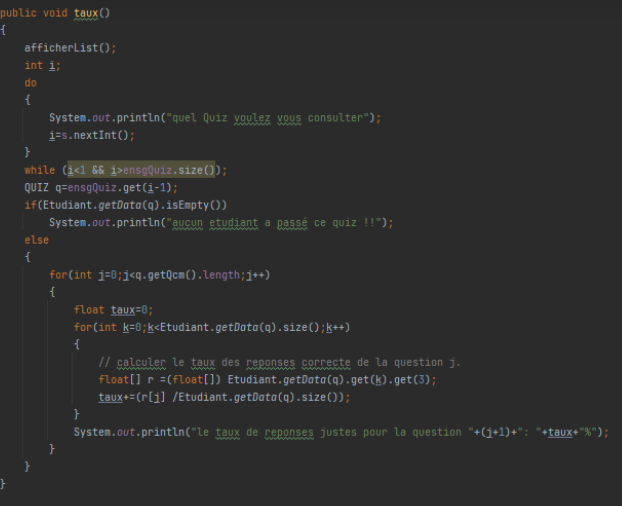 public void taux()
{
    afficherList();
    int i;
    do
    {
        System.out.println("quel Quiz voulez vous consulter");
        i=s.nextInt();
    }
    while (i<1 && i>ensgQuiz.size());
    QUIZ q=ensgQuiz.get(i-1);
    if(Etudiant.getData(q).isEmpty())
        System.out.println("aucun etudiant a passé ce quiz !!");
    else
    {
        for(int j=0;j<q.getQcm().length;j++)
        {
            float taux=0;
            for(int k=0;k<Etudiant.getData(q).size();k++)
            {
                // calculer le taux des reponses correcte de la question j.
                float[] r =(float[]) Etudiant.getData(q).get(k).get(3);
                taux+=(r[j] /Etudiant.getData(q).size());
            }
            System.out.println("le taux de reponses justes pour la question "+(j+1)+": "+taux+"%");
        }
    }
}